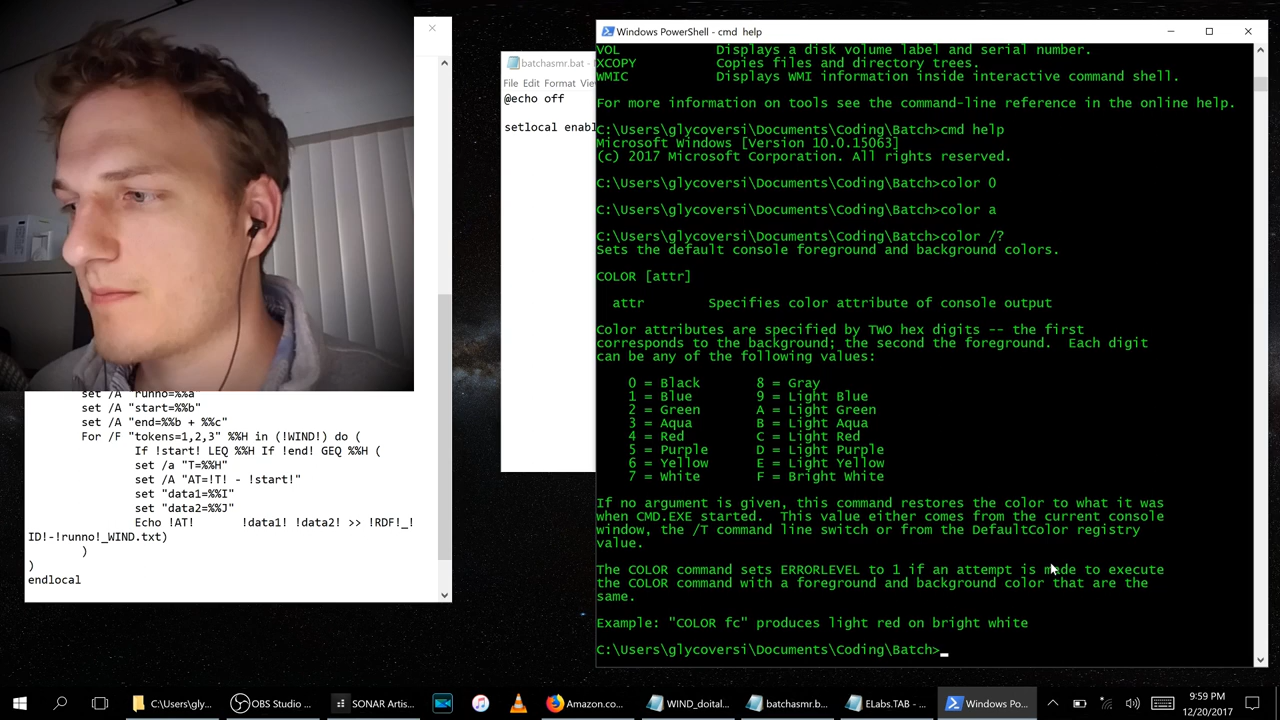 set /A "runno=%%a"
set /A "start=%%b"
set /A "end=%%b + %%c"
For /F "tokens=1,2,3" %%H in (!WIND!) do (
If !start! LEQ %%H If !end! GEQ %%H (
set /a "T=%%H"
set /A "AT=!T! - !start!"
set "data1=%%I"
set "data2=%%J"
Echo !AT! !data1! !data2! >> !RDF!_!
ID!-!runno!_WIND.txt)
)
)
endlocal
batchasmr.bat -
File Edit Format Vie
@echo off
setlocal enabl
Windows PowerShell - cmd help
VOL Displays a disk volume label and serial number.
XCOPY Copies files and directory trees.
WMIC Displays WMI information inside interactive command shell.
For more information on tools see the command-line reference in the online help.
C:\Users\glycoversi\Documents\Coding\Batch>cmd help
Microsoft Windows [Version 10.0.15063]
(c) 2017 Microsoft Corporation. All rights reserved.
C:\Users\glycoversi\Documents\Coding\Batch>color 0
C:\Users\glycoversi\Documents\Coding\Batch>color a
C:\Users\glycoversi\Documents\Coding\Batch>color /?
Sets the default console foreground and background colors.
COLOR [attr]
attr Specifies color attribute of console output
Color attributes are specified by TWO hex digits -- the first
corresponds to the background; the second the foreground. Each digit
can be any of the following values:
0 = Black 8 = Gray
1 = Blue 9 = Light Blue
2 = Green A = Light Green
3 = Aqua B = Light Aqua
4 = Red C = Light Red
5 = Purple D = Light Purple
6 = Yellow E = Light Yellow
7 = White F = Bright White
If no argument is given, this command restores the color to what it was
when CMD.EXE started. This value either comes from the current console
window, the /T command line switch or from the DefaultColor registry
value.
The COLOR command sets ERRORLEVEL to 1 if an attempt is made to execute
the COLOR command with a foreground and background color that are the
same.
Example: "COLOR fc" produces light red on bright white
C:\Users\glycoversi\Documents\Coding\Batch>
C:\Users\gly... OBS Studio ... SONAR Artis... Amazon.co... WIND_doital... batchasmr.b... ELabs.TAB - ... Windows Po...
9:59 PM
12/20/2017